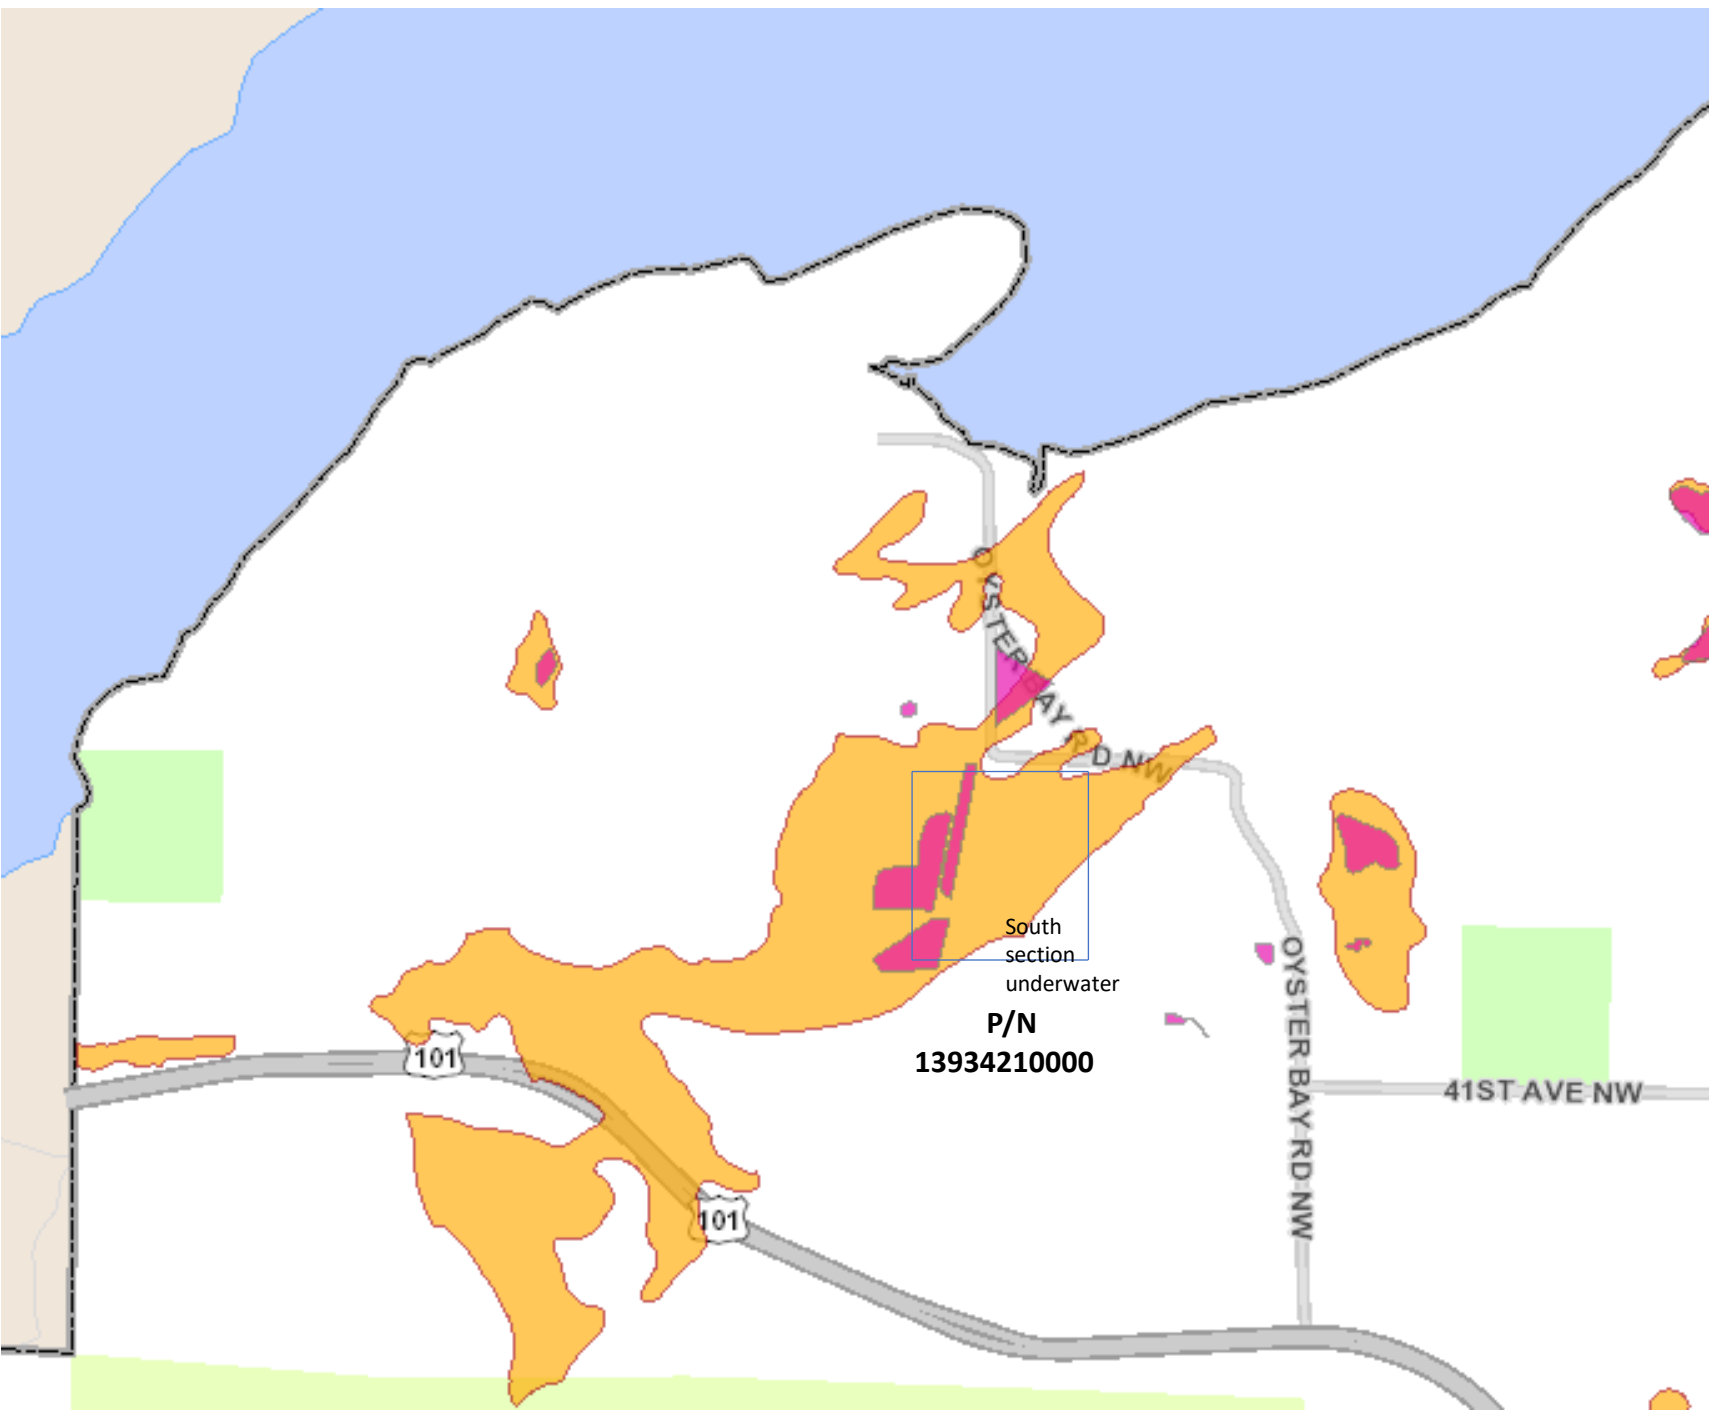 OYSTER BAY RD NW
South
section
underwater
P/N
13934210000
OYSTER BAY RD NW
101
41ST AVE NW
101